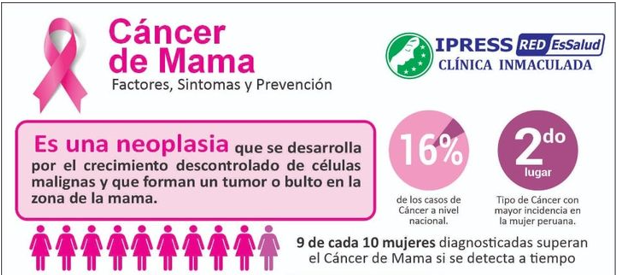 Cáncer
de Mama
Factores, Sintomas y Prevención
IPRESS RED EsSalud
CLÍNICA INMACULADA
Es una neoplasia que se desarrolla
por el crecimiento descontrolado de células
malignas y que forman un tumor o bulto en la
zona de la mama.
16%
de los casos de
Cáncer a nivel
nacional.
2do
lugar
Tipo de Cáncer con
mayor incidencia en
la mujer peruana.
9 de cada 10 mujeres diagnosticadas superan
el Cáncer de Mama si se detecta a tiempo